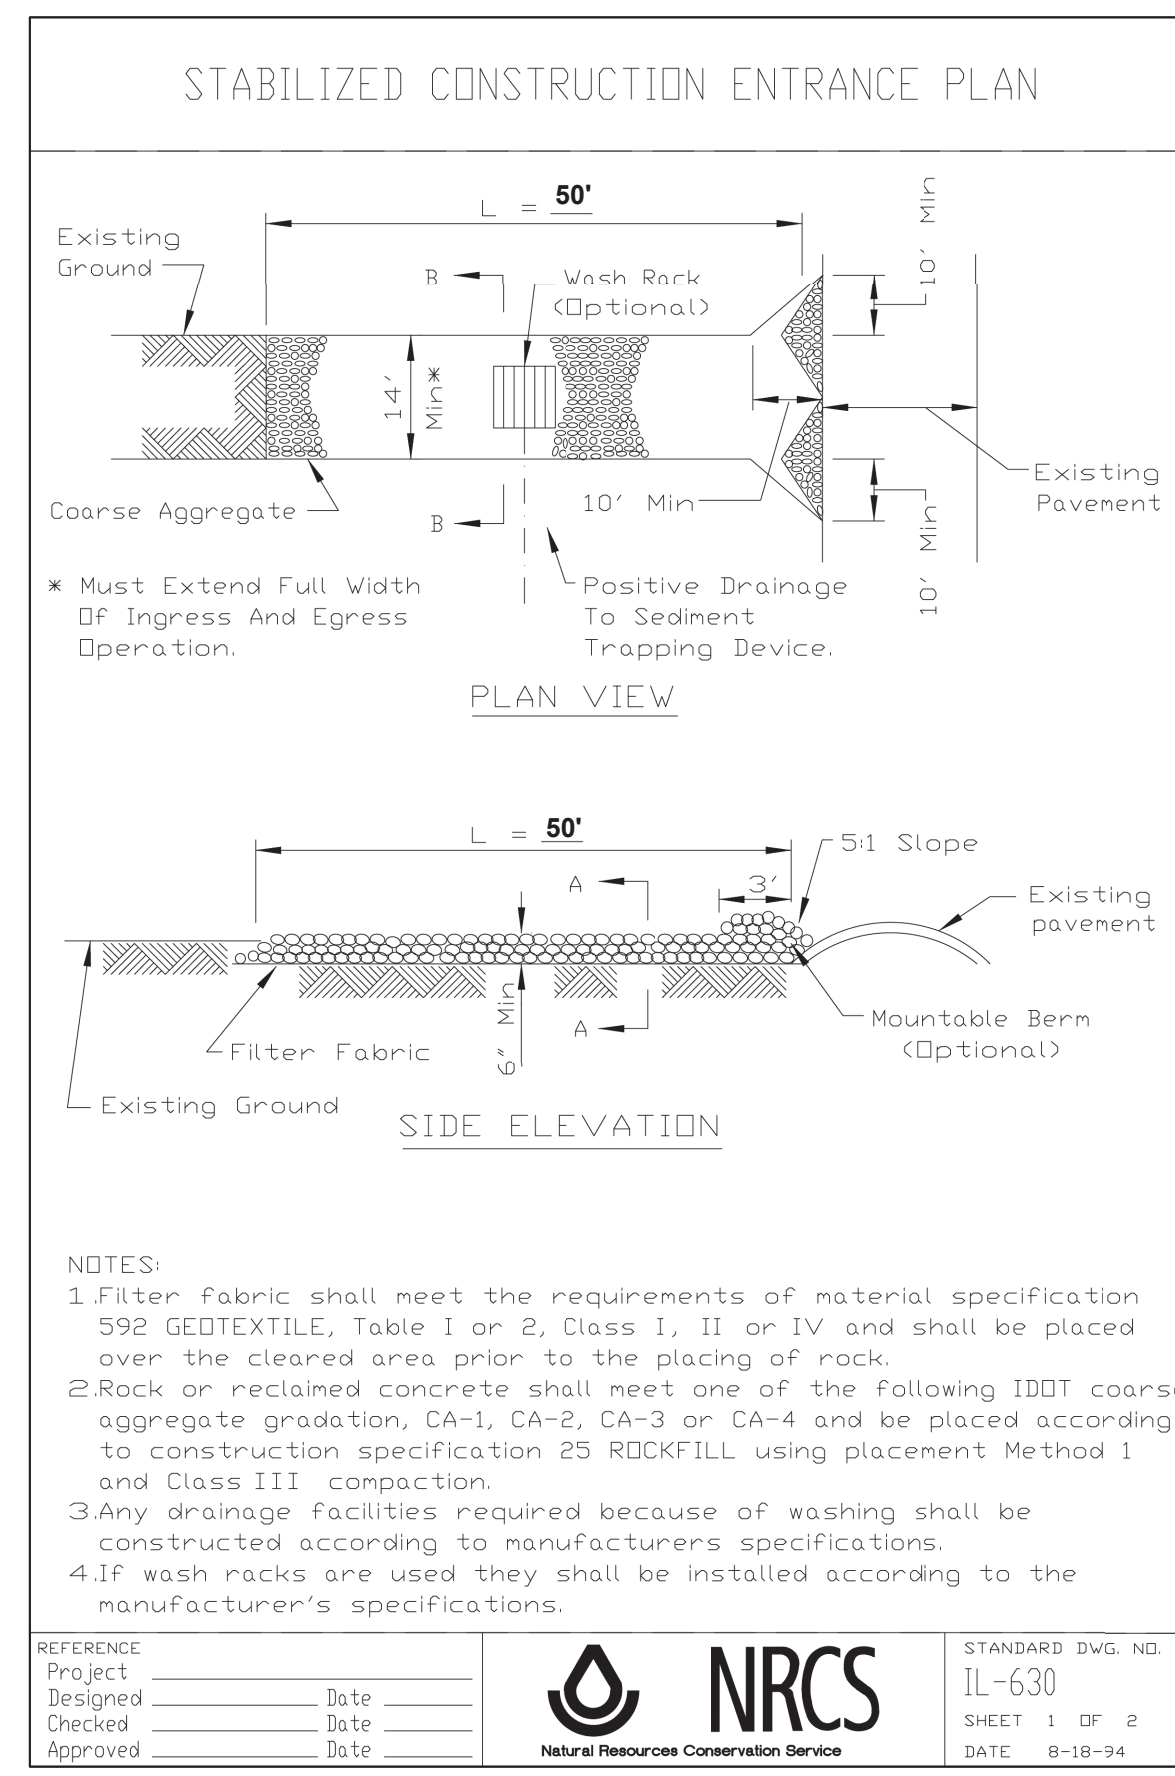 STABILIZED CONSTRUCTION ENTRANCE PLAN
L = 50'
10' Min
Existing
Ground
B
Wash Rack
(Optional)
14'
Min*
Coarse Aggregate
B
10' Min
Existing
Pavement
10' Min
10' Min
* Must Extend Full Width
Of Ingress And Egress
Operation.
Positive Drainage
To Sediment
Trapping Device.
PLAN VIEW
L = 50'
5:1 Slope
A
3'
Existing
pavement
6" Min
A
Mountable Berm
(Optional)
Filter Fabric
Existing Ground
SIDE ELEVATION
NOTES:
1.Filter fabric shall meet the requirements of material specification
592 GEOTEXTILE, Table I or 2, Class I, II or IV and shall be placed
over the cleared area prior to the placing of rock.
2.Rock or reclaimed concrete shall meet one of the following IDOT coars
aggregate gradation, CA-1, CA-2, CA-3 or CA-4 and be placed according
to construction specification 25 ROCKFILL using placement Method 1
and Class III compaction.
3.Any drainage facilities required because of washing shall be
constructed according to manufacturers specifications.
4.If wash racks are used they shall be installed according to the
manufacturer's specifications.
REFERENCE
Project
Designed Date
Checked Date
Approved Date
NRCS
Natural Resources Conservation Service
STANDARD DWG. NO.
IL-630
SHEET 1 OF 2
DATE 8-18-94